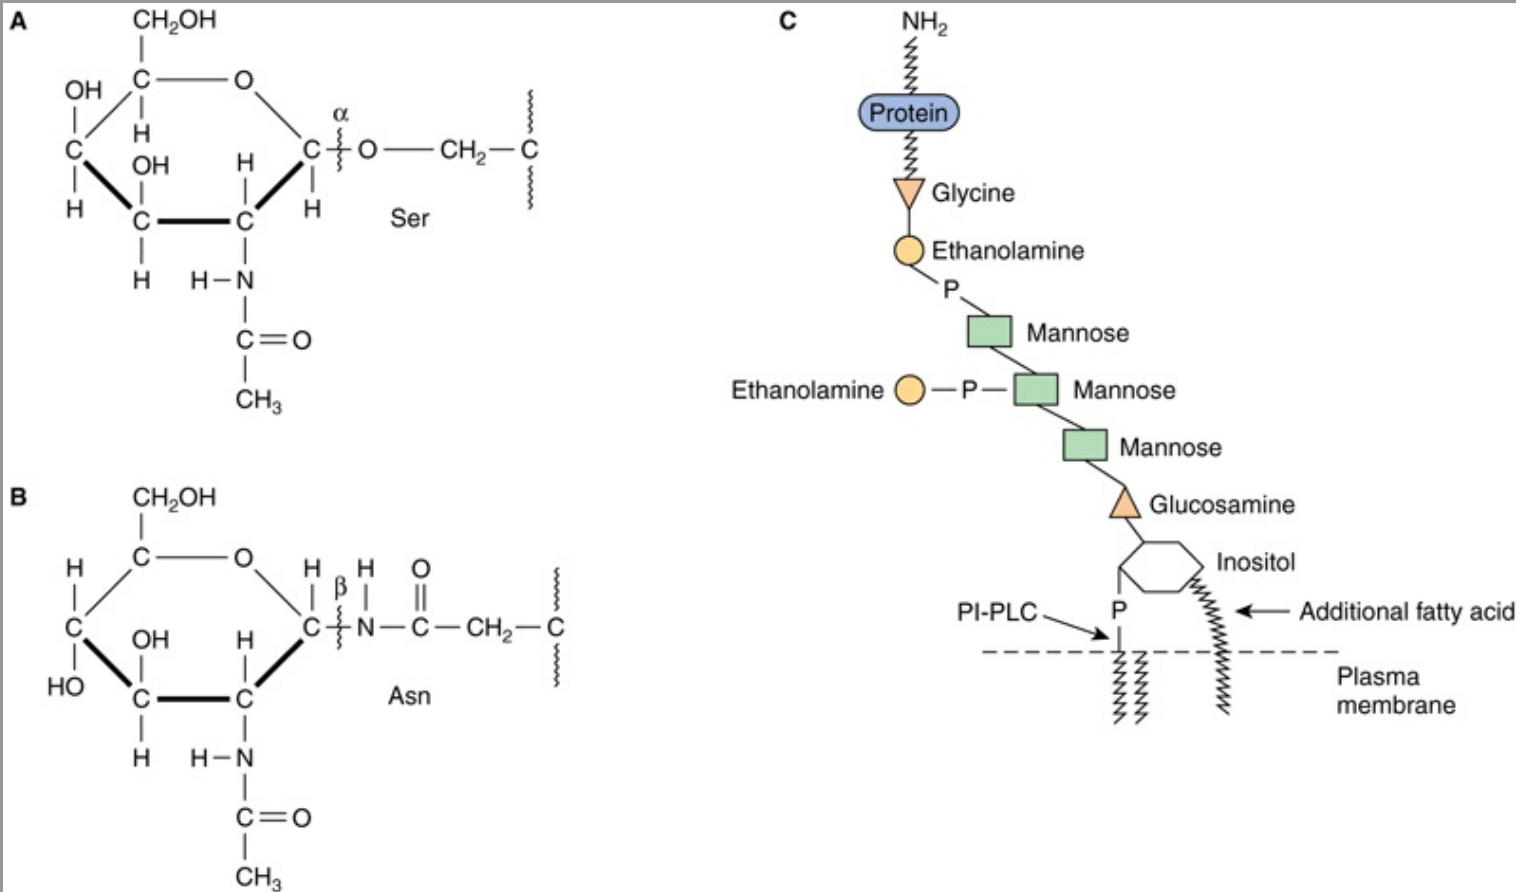 A
CH₂OH
C
O
OH
H
α
C
C
O
CH₂
C
OH
H
H
H
Ser
C
C
H
H
N
C
O
CH₃
B
CH₂OH
C
O
H
H
H
O
β
C
C
N
C
CH₂
C
OH
H
HO
Asn
C
C
H
H
N
C
O
CH₃
C
NH₂
Protein
Glycine
Ethanolamine
P
Mannose
Ethanolamine
P
Mannose
Mannose
Glucosamine
Inositol
PI-PLC
P
Additional fatty acid
Plasma
membrane